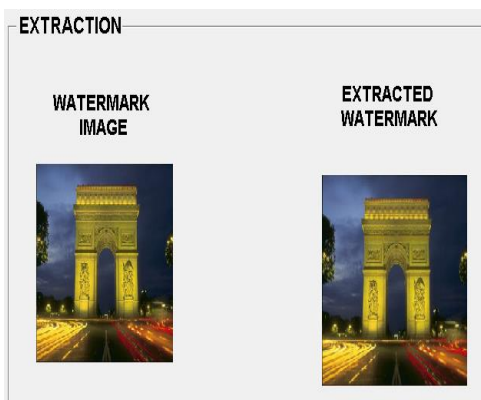 EXTRACTION
WATERMARK
IMAGE
EXTRACTED
WATERMARK